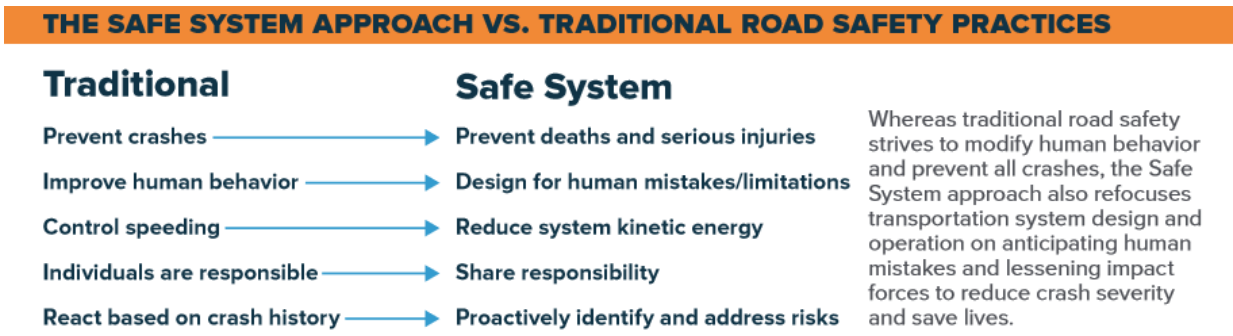 THE SAFE SYSTEM APPROACH VS. TRADITIONAL ROAD SAFETY PRACTICES
Traditional
Safe System
Prevent crashes
Prevent deaths and serious injuries
Improve human behavior
Design for human mistakes/limitations
Control speeding
Reduce system kinetic energy
Individuals are responsible
Share responsibility
React based on crash history
Proactively identify and address risks
Whereas traditional road safety
strives to modify human behavior
and prevent all crashes, the Safe
System approach also refocuses
transportation system design and
operation on anticipating human
mistakes and lessening impact
forces to reduce crash severity
and save lives.